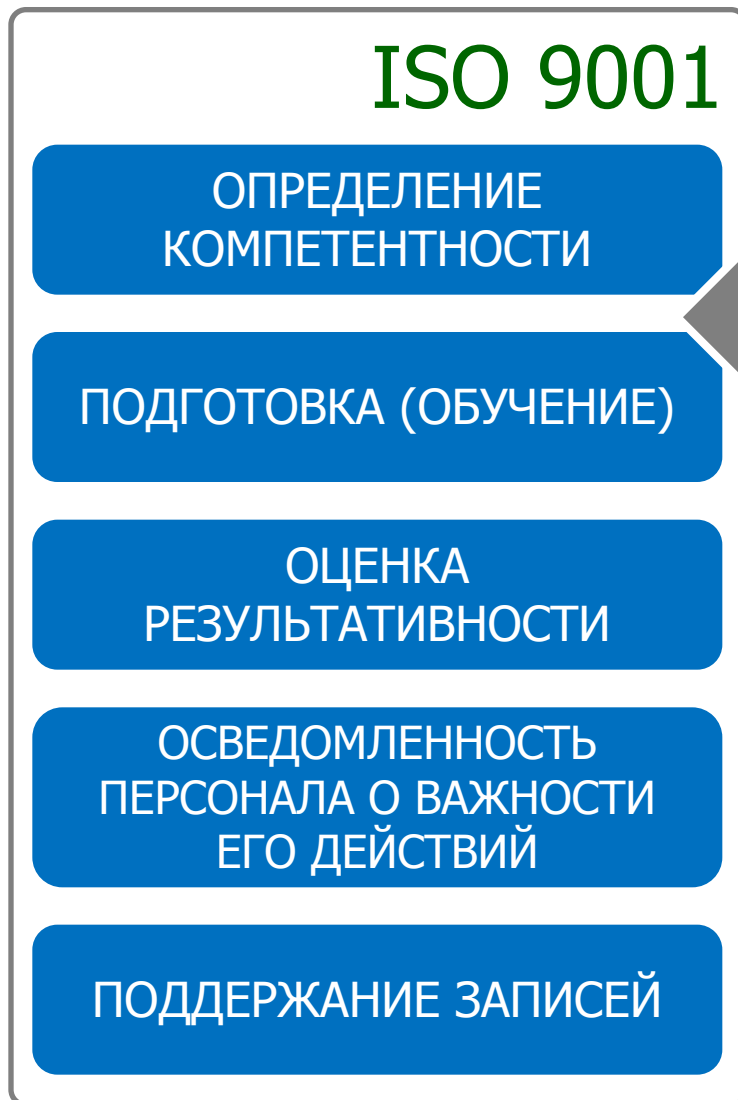 ISO 9001
ОПРЕДЕЛЕНИЕ
КОМПЕТЕНТНОСТИ
ПОДГОТОВКА (ОБУЧЕНИЕ)
ОЦЕНКА
РЕЗУЛЬТАТИВНОСТИ
ОСВЕДОМЛЕННОСТЬ
ПЕРСОНАЛА О ВАЖНОСТИ
ЕГО ДЕЙСТВИЙ
ПОДДЕРЖАНИЕ ЗАПИСЕЙ